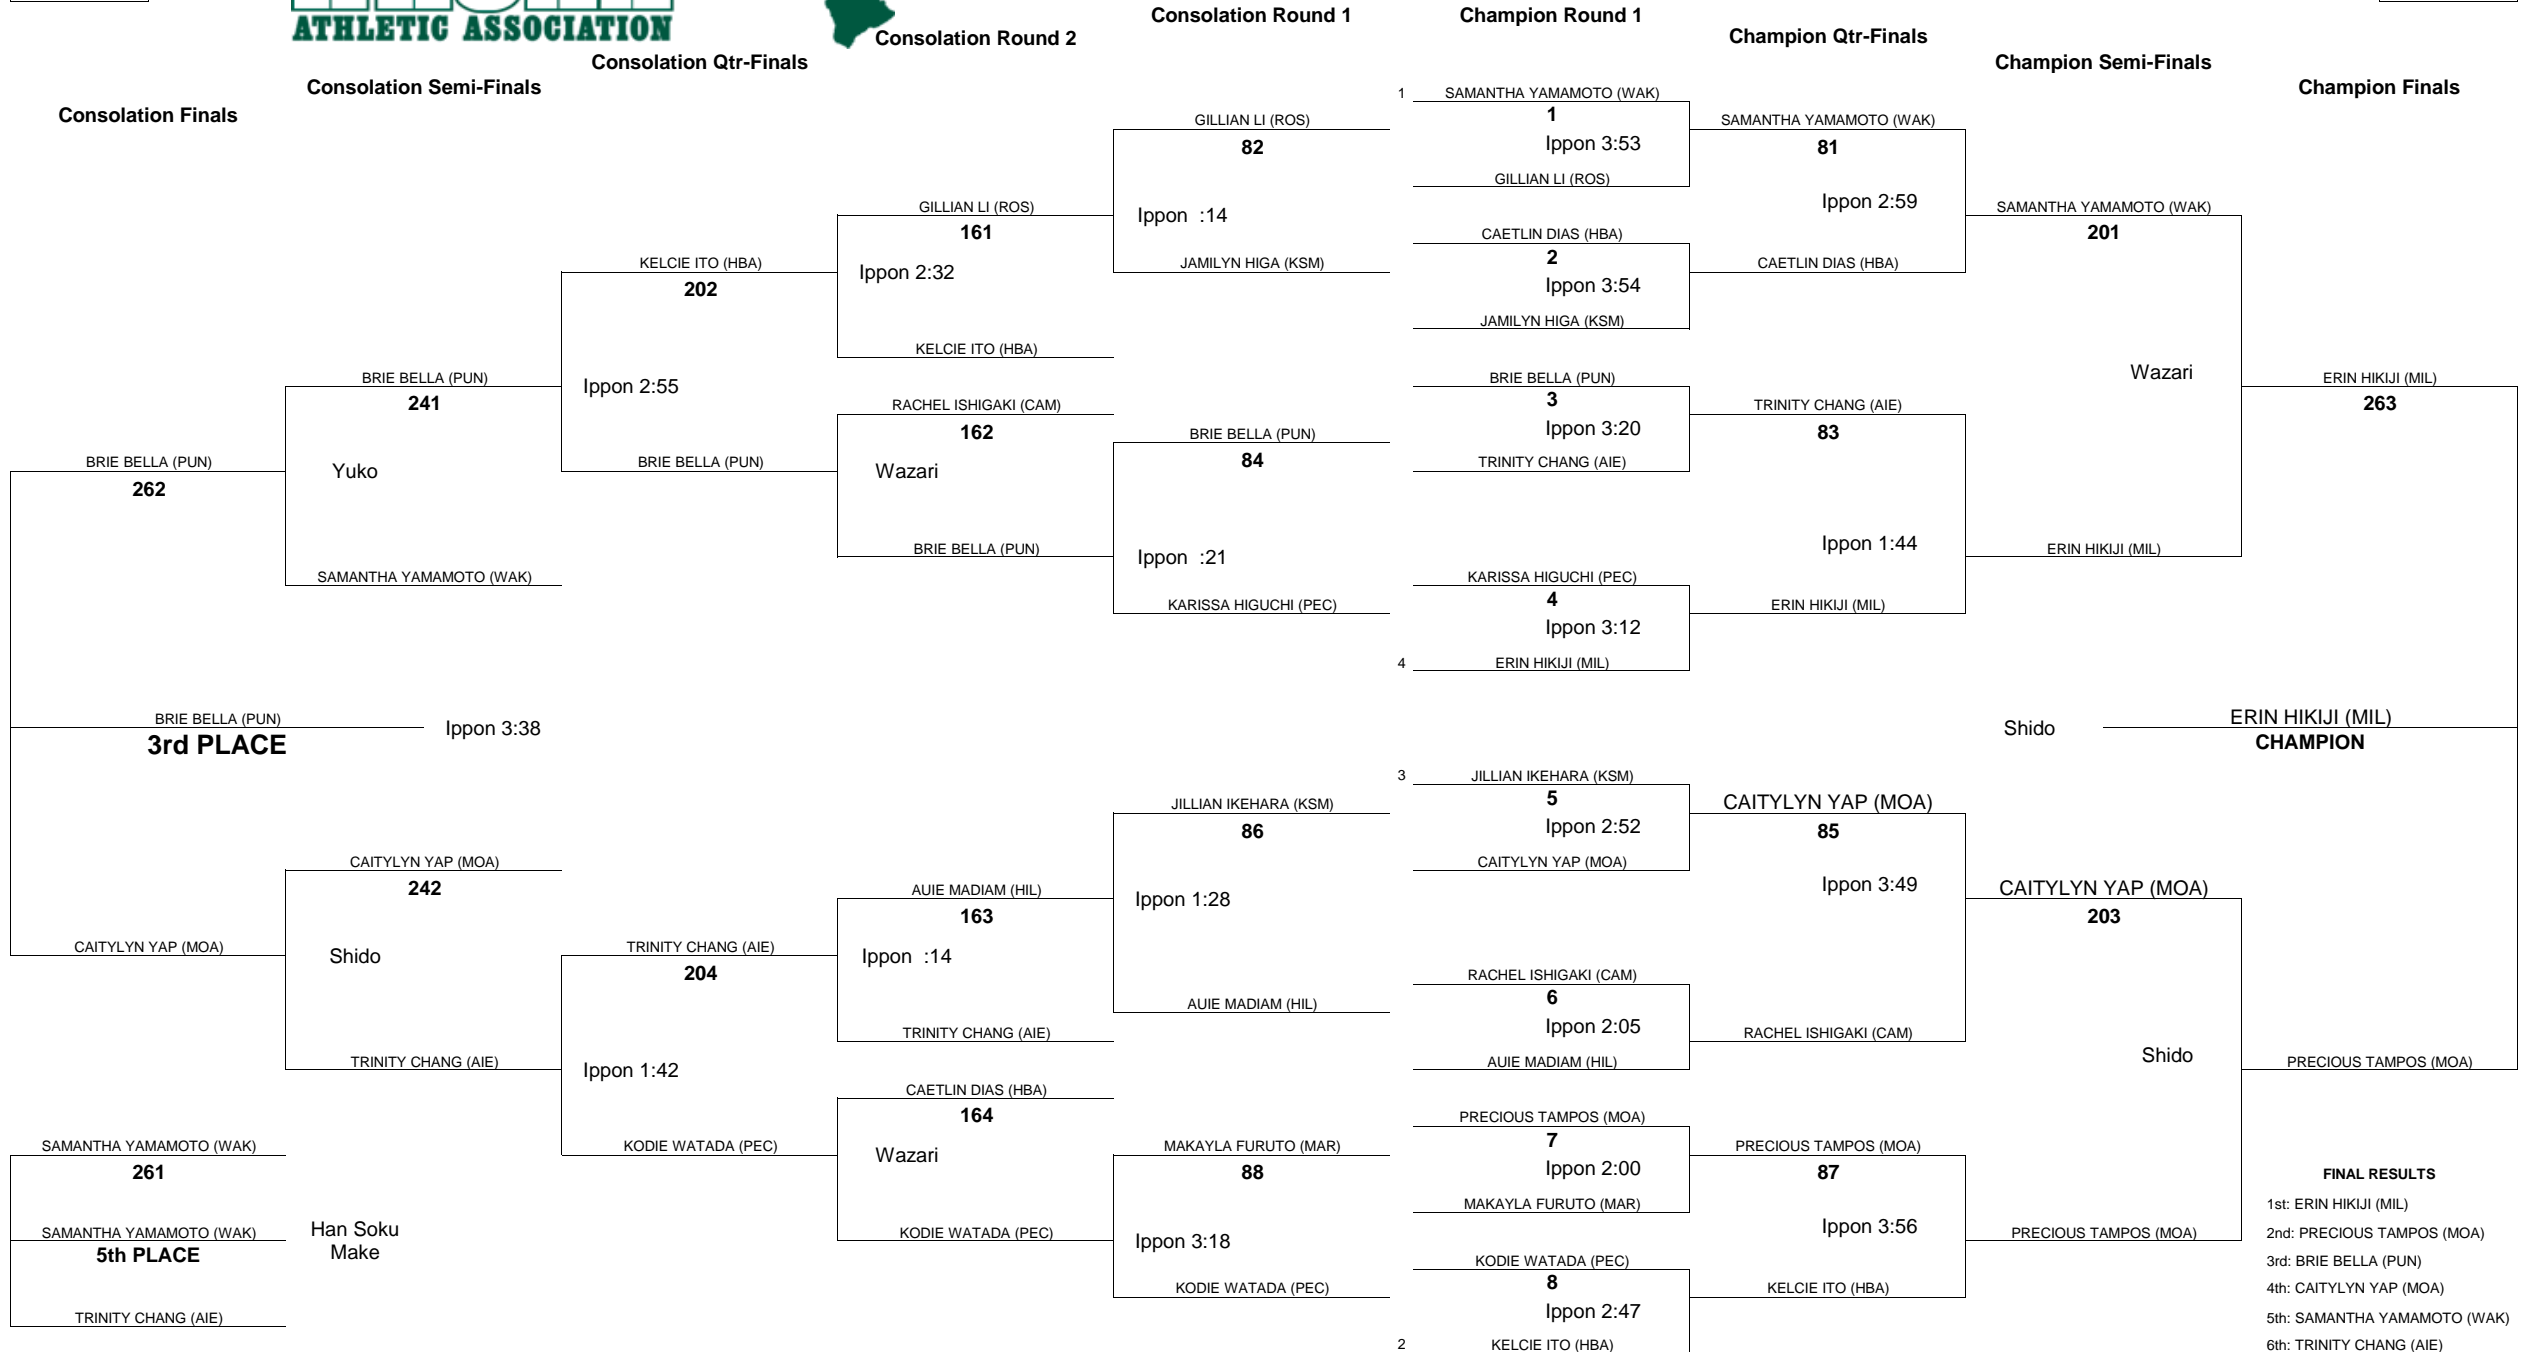 ATHLETIC ASSOCIATION
Consolation Finals
Consolation Semi-Finals
Consolation Qtr-Finals
Consolation Round 2
Consolation Round 1
Champion Round 1
Champion Qtr-Finals
Champion Semi-Finals
Champion Finals
BRIE BELLA (PUN)
262
CAITYLYN YAP (MOA)
BRIE BELLA (PUN)
3rd PLACE
Ippon 3:38
SAMANTHA YAMAMOTO (WAK)
261
SAMANTHA YAMAMOTO (WAK)
5th PLACE
Han Soku
Make
TRINITY CHANG (AIE)
BRIE BELLA (PUN)
241
Yuko
SAMANTHA YAMAMOTO (WAK)
CAITYLYN YAP (MOA)
242
Shido
TRINITY CHANG (AIE)
KELCIE ITO (HBA)
202
Ippon 2:55
BRIE BELLA (PUN)
TRINITY CHANG (AIE)
204
Ippon 1:42
KODIE WATADA (PEC)
GILLIAN LI (ROS)
161
Ippon 2:32
KELCIE ITO (HBA)
RACHEL ISHIGAKI (CAM)
162
Wazari
BRIE BELLA (PUN)
AUIE MADIAM (HIL)
163
Ippon :14
TRINITY CHANG (AIE)
CAETLIN DIAS (HBA)
164
Wazari
KODIE WATADA (PEC)
GILLIAN LI (ROS)
82
Ippon :14
JAMILYN HIGA (KSM)
BRIE BELLA (PUN)
84
Ippon :21
KARISSA HIGUCHI (PEC)
JILLIAN IKEHARA (KSM)
86
Ippon 1:28
AUIE MADIAM (HIL)
MAKAYLA FURUTO (MAR)
88
Ippon 3:18
KODIE WATADA (PEC)
1 SAMANTHA YAMAMOTO (WAK)
1
Ippon 3:53
GILLIAN LI (ROS)
CAETLIN DIAS (HBA)
2
Ippon 3:54
JAMILYN HIGA (KSM)
BRIE BELLA (PUN)
3
Ippon 3:20
TRINITY CHANG (AIE)
KARISSA HIGUCHI (PEC)
4
Ippon 3:12
4 ERIN HIKIJI (MIL)
3 JILLIAN IKEHARA (KSM)
5
Ippon 2:52
CAITYLYN YAP (MOA)
RACHEL ISHIGAKI (CAM)
6
Ippon 2:05
AUIE MADIAM (HIL)
PRECIOUS TAMPOS (MOA)
7
Ippon 2:00
MAKAYLA FURUTO (MAR)
KODIE WATADA (PEC)
8
Ippon 2:47
2 KELCIE ITO (HBA)
SAMANTHA YAMAMOTO (WAK)
81
Ippon 2:59
CAETLIN DIAS (HBA)
TRINITY CHANG (AIE)
83
Ippon 1:44
ERIN HIKIJI (MIL)
CAITYLYN YAP (MOA)
85
Ippon 3:49
RACHEL ISHIGAKI (CAM)
PRECIOUS TAMPOS (MOA)
87
Ippon 3:56
KELCIE ITO (HBA)
SAMANTHA YAMAMOTO (WAK)
201
Wazari
ERIN HIKIJI (MIL)
CAITYLYN YAP (MOA)
203
Shido
PRECIOUS TAMPOS (MOA)
ERIN HIKIJI (MIL)
263
Shido
ERIN HIKIJI (MIL)
CHAMPION
PRECIOUS TAMPOS (MOA)
FINAL RESULTS
1st: ERIN HIKIJI (MIL)
2nd: PRECIOUS TAMPOS (MOA)
3rd: BRIE BELLA (PUN)
4th: CAITYLYN YAP (MOA)
5th: SAMANTHA YAMAMOTO (WAK)
6th: TRINITY CHANG (AIE)